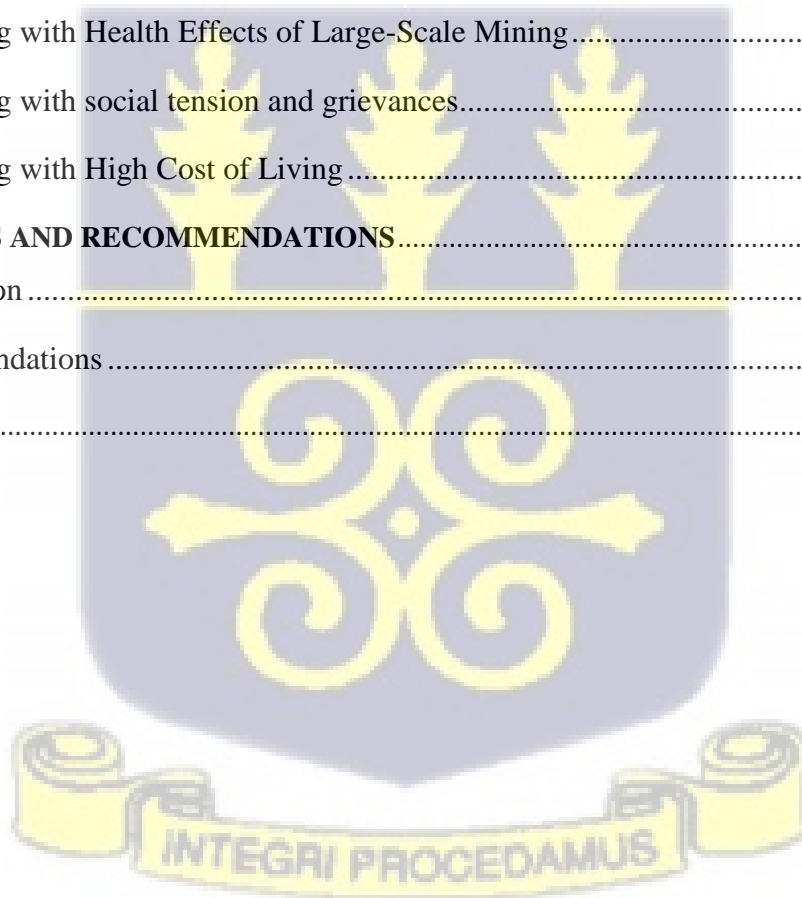 g with Health Effects of Large-Scale Mining........................
g with social tension and grievances....................................
g with High Cost of Living................................................
S AND RECOMMENDATIONS..........................................
on..................................................................................
ndations........................................................................
....................................................................................
INTEGRI PROCEDAMUS